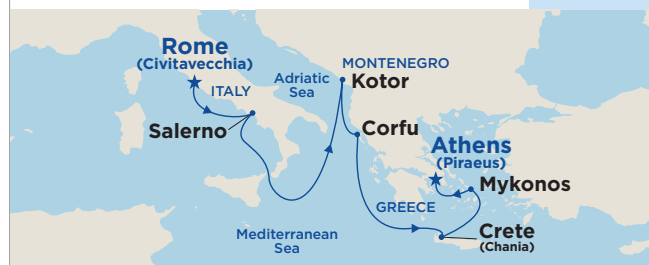 Rome
(Civitavecchia)
ITALY
Adriatic
Sea
MONTENEGRO
Kotor
Salerno
Corfu
Athens
(Piraeus)
Mykonos
GREECE
Mediterranean
Sea
Crete
(Chania)